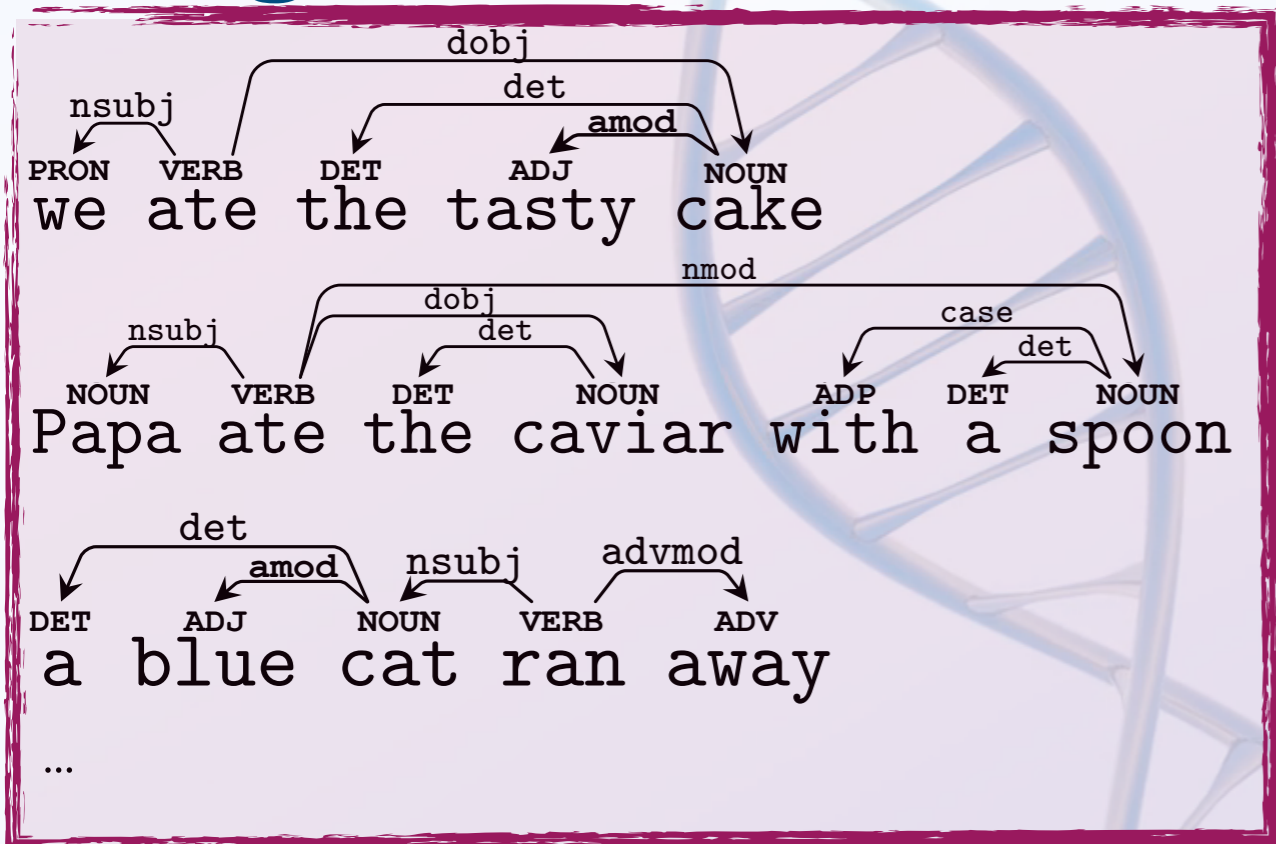 dobj
det
nsubj
amod
PRON VERB DET ADJ NOUN
we ate the tasty cake
nmod
dobj
case
nsubj det
det
NOUN VERB DET NOUN ADP DET NOUN
Papa ate the caviar with a spoon
det
amod nsubj advmod
DET ADJ NOUN VERB ADV
a blue cat ran away
...